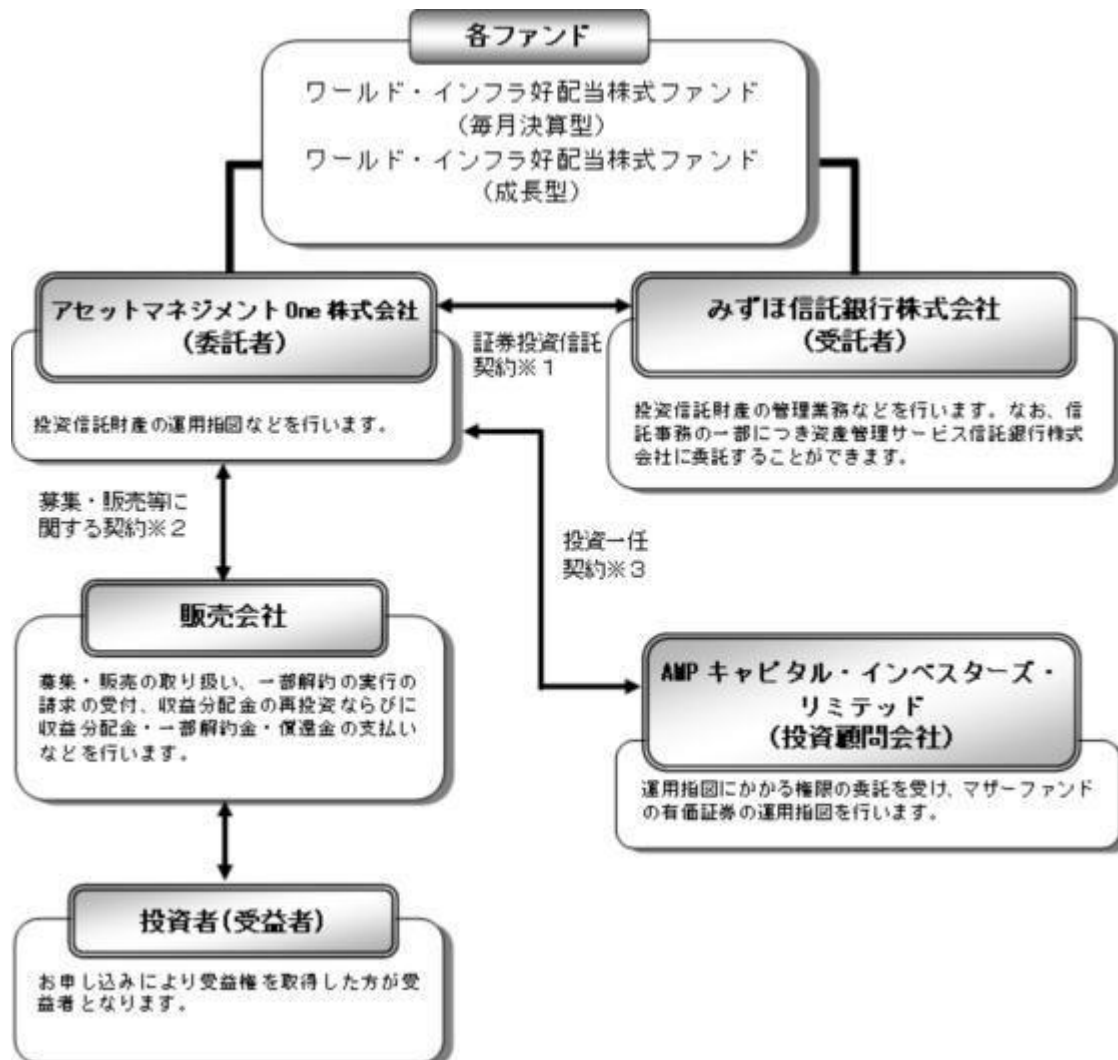 各ファンド
ワールド・インフラ好配当株式ファンド
(毎月決算型)
ワールド・インフラ好配当株式ファンド
(成長型)
アセットマネジメントOne株式会社
(委託者)
投資信託財産の運用指図などを行います。
証券投資信託
契約※1
みずほ信託銀行株式会社
(受託者)
投資信託財産の管理業務などを行います。なお、信
託事務の一部につき資産管理サービス信託銀行株式
会社に委託することができます。
募集・販売等に
関する契約※2
投資一任
契約※3
販売会社
募集・販売の取り扱い、一部解約の実行の
請求の受付、収益分配金の再投資ならびに
収益分配金・一部解約金・償還金の支払い
などを行います。
AMPキャピタル・インベスターズ・
リミテッド
(投資顧問会社)
運用指図にかかる権限の委託を受け、マザーファンド
の有価証券の運用指図を行います。
投資者(受益者)
お申し込みにより受益権を取得した方が受
益者となります。